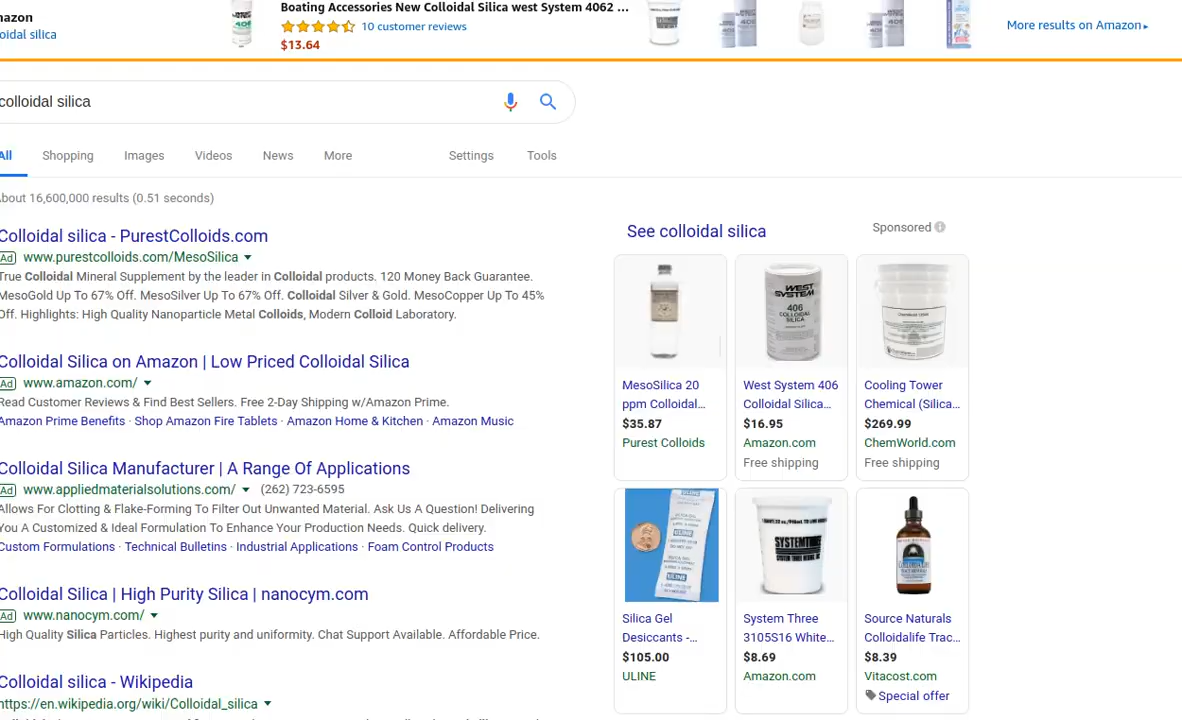 mazon
oidal silica
Boating Accessories New Colloidal Silica west System 4062 ...
10 customer reviews
$13.64
More results on Amazon ▸
colloidal silica
All
Shopping
Images
Videos
News
More
Settings
Tools
About 16,600,000 results (0.51 seconds)
Colloidal silica - PurestColloids.com
Ad www.purestcolloids.com/MesoSilica
True Colloidal Mineral Supplement by the leader in Colloidal products. 120 Money Back Guarantee.
MesoGold Up To 67% Off. MesoSilver Up To 67% Off. Colloidal Silver & Gold. MesoCopper Up To 45%
Off. Highlights: High Quality Nanoparticle Metal Colloids, Modern Colloid Laboratory.
Colloidal Silica on Amazon | Low Priced Colloidal Silica
Ad www.amazon.com/
Read Customer Reviews & Find Best Sellers. Free 2-Day Shipping w/Amazon Prime.
Amazon Prime Benefits · Shop Amazon Fire Tablets · Amazon Home & Kitchen · Amazon Music
Colloidal Silica Manufacturer | A Range Of Applications
Ad www.appliedmaterialsolutions.com/ (262) 723-6595
Allows For Clotting & Flake-Forming To Filter Out Unwanted Material. Ask Us A Question! Delivering
You A Customized & Ideal Formulation To Enhance Your Production Needs. Quick delivery.
Custom Formulations · Technical Bulletins · Industrial Applications · Foam Control Products
Colloidal Silica | High Purity Silica | nanocym.com
Ad www.nanocym.com/
High Quality Silica Particles. Highest purity and uniformity. Chat Support Available. Affordable Price.
Colloidal silica - Wikipedia
https://en.wikipedia.org/wiki/Colloidal_silica
See colloidal silica
Sponsored
WEST SYSTEM
406
COLLOIDAL
SILICA
MesoSilica 20
ppm Colloidal...
$35.87
Purest Colloids
West System 406
Colloidal Silica...
$16.95
Amazon.com
Free shipping
Cooling Tower
Chemical (Silica...
$269.99
ChemWorld.com
Free shipping
ULINE
SYSTEM THREE
Silica Gel
Desiccants -...
$105.00
ULINE
System Three
3105S16 White...
$8.69
Amazon.com
Source Naturals
Colloidalife Trac...
$8.39
Vitacost.com
Special offer